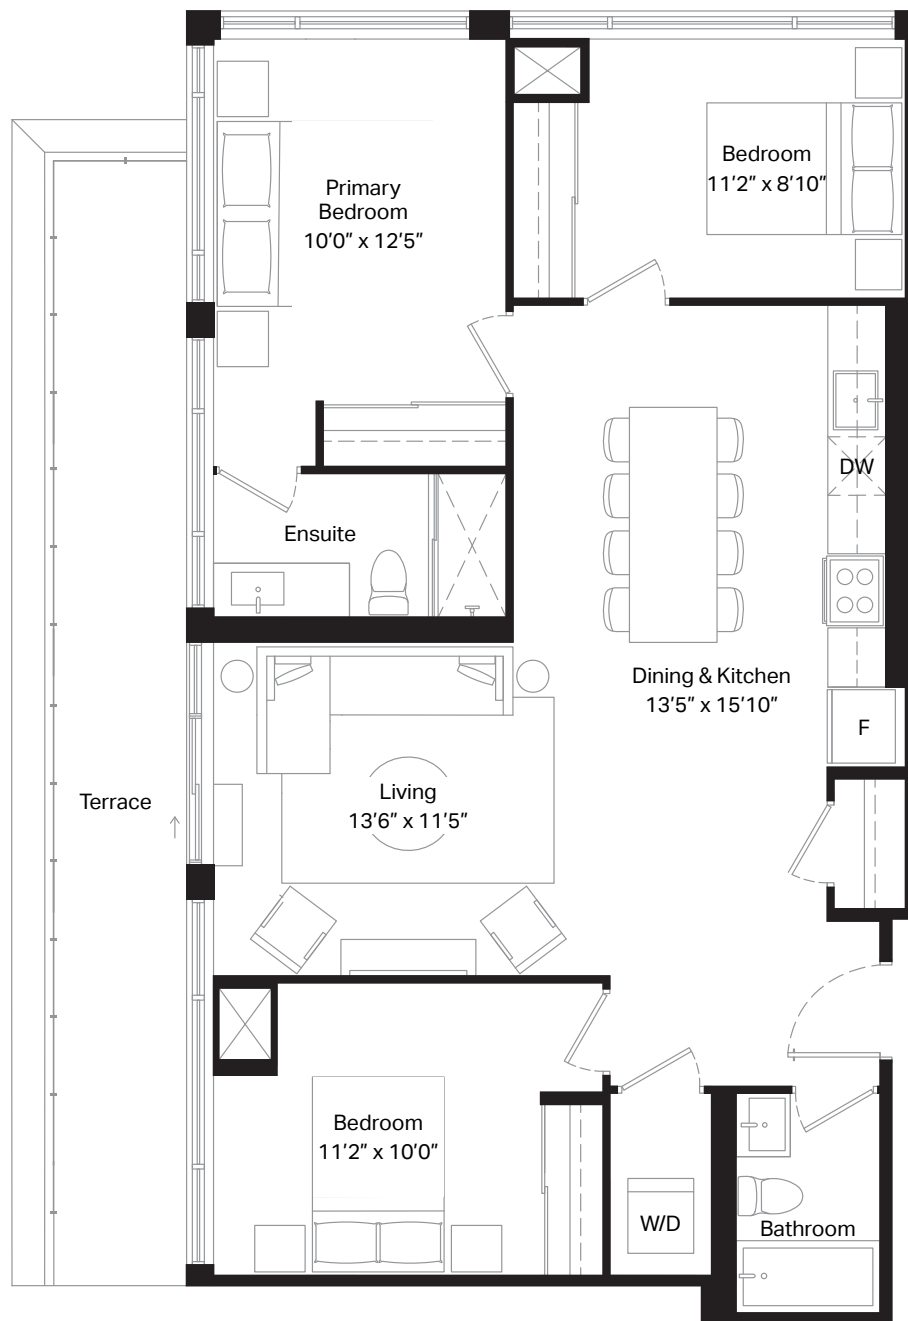 Bedroom
11'2" x 8'10"
Primary
Bedroom
10'0" x 12'5"
DW
Ensuite
Dining & Kitchen
13'5" x 15'10"
F
Terrace
Living
13'6" x 11'5"
Bedroom
11'2" x 10'0"
W/D
Bathroom